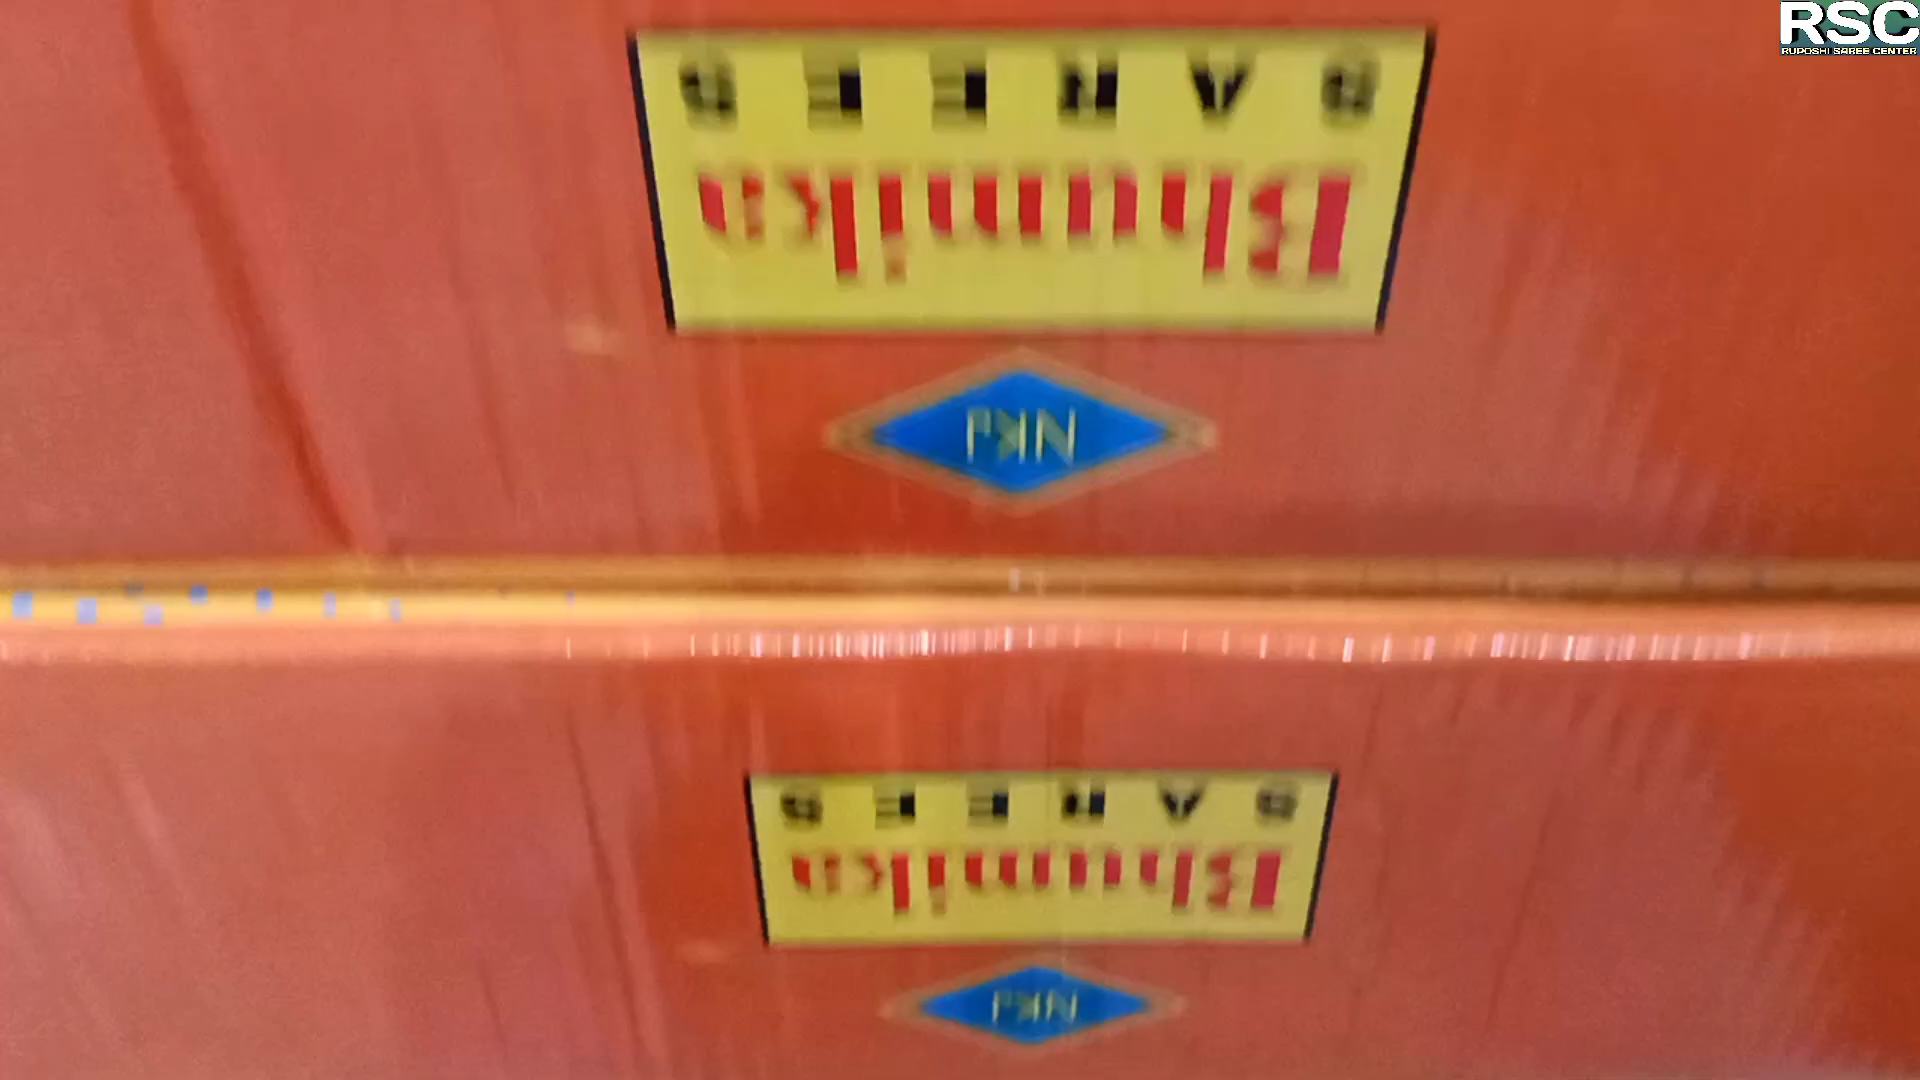 RSC
RUPOSHI SAREE CENTER
Bhumika
SAREES
Bhumika
SAREES